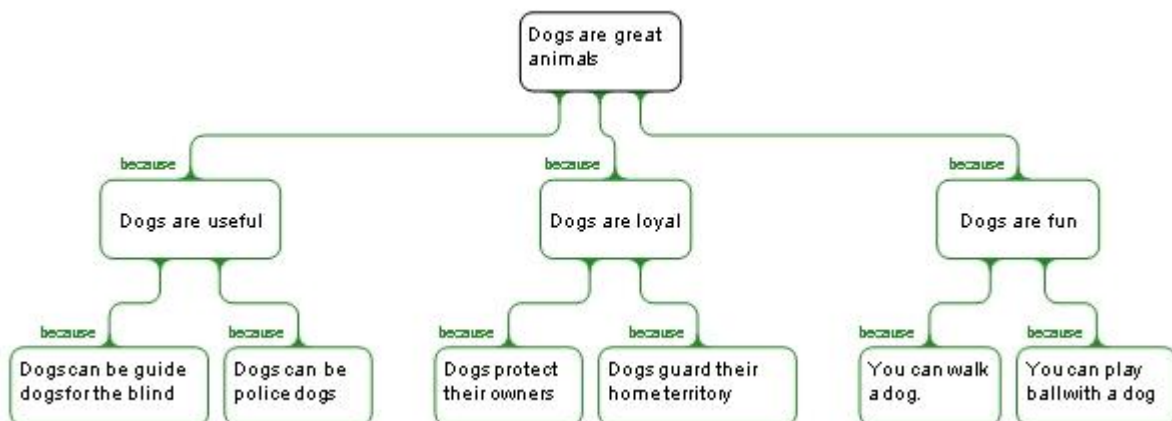 Dogs are great
animals
because
because
because
Dogs are useful
Dogs are loyal
Dogs are fun
because
because
because
because
because
because
Dogs can be guide
dogs for the blind
Dogs can be
police dogs
Dogs protect
their owners
Dogs guard their
home territory
You can walk
a dog.
You can play
ball with a dog